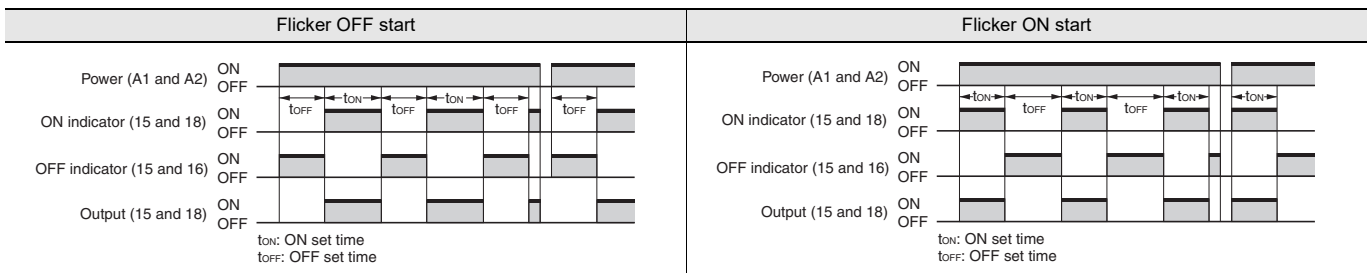 Flicker OFF start
Power (A1 and A2) ON
OFF
tOFF tON tOFF tON tOFF tOFF
ON indicator (15 and 18) ON
OFF
OFF indicator (15 and 16) ON
OFF
Output (15 and 18) ON
OFF
tON: ON set time
tOFF: OFF set time
Flicker ON start
Power (A1 and A2) ON
OFF
tON tOFF tON tOFF tON tON
ON indicator (15 and 18) ON
OFF
OFF indicator (15 and 16) ON
OFF
Output (15 and 18) ON
OFF
tON: ON set time
tOFF: OFF set time